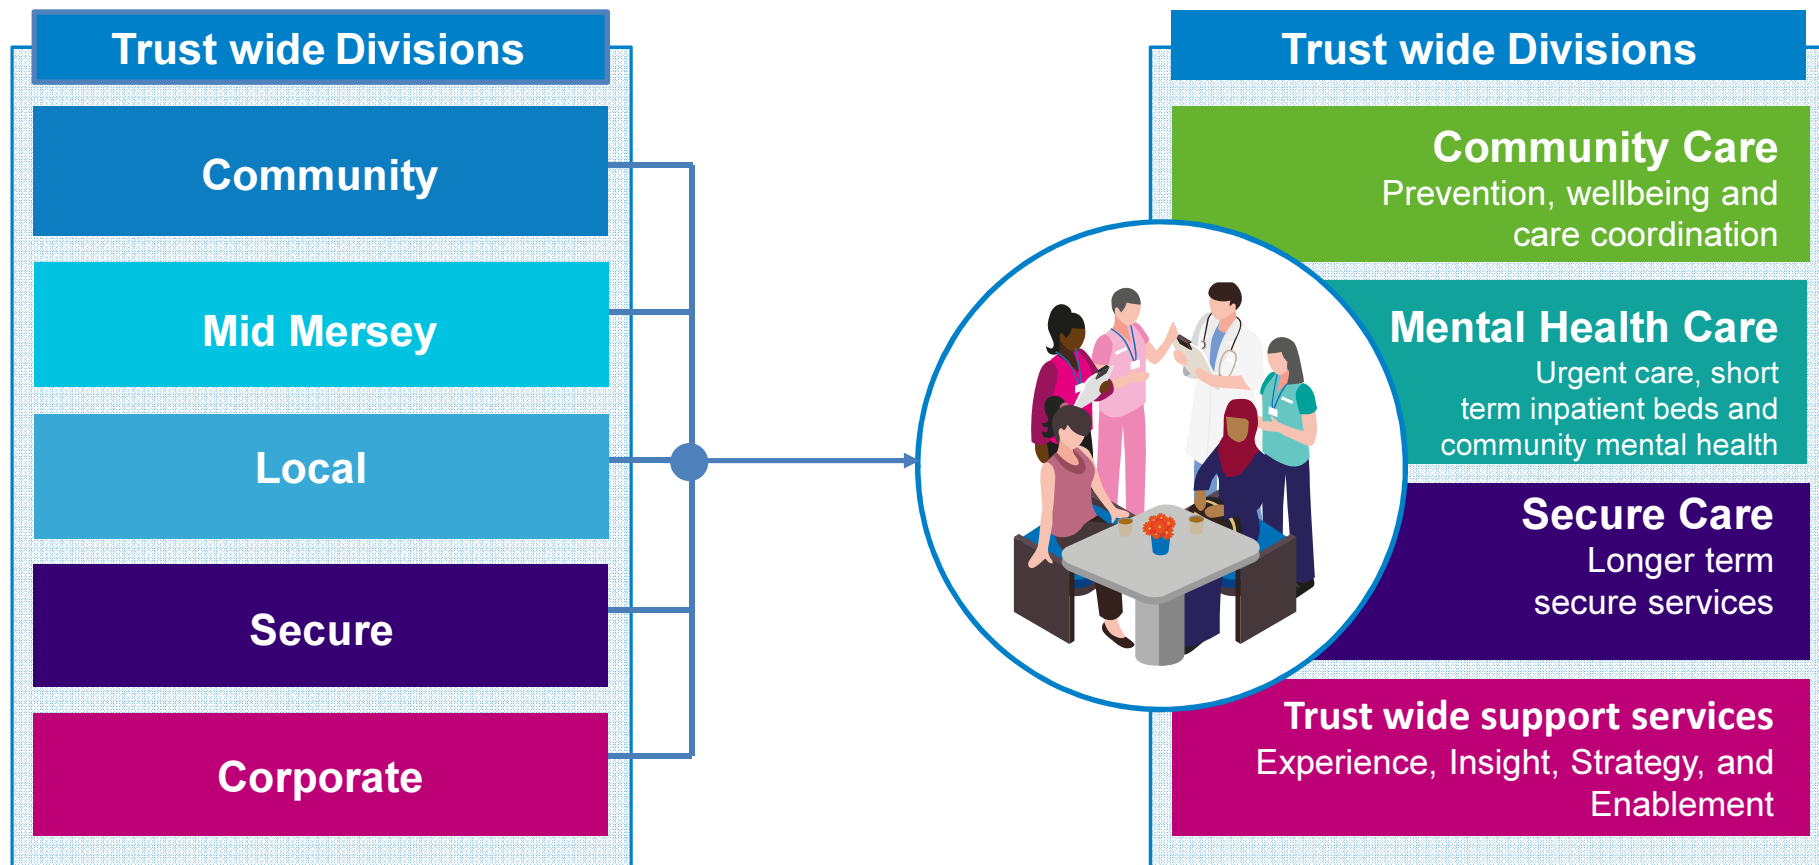 Trust wide Divisions
Community
Mid Mersey
Local
Secure
Corporate
Trust wide Divisions
Community Care
Prevention, wellbeing and
care coordination
Mental Health Care
Urgent care, short
term inpatient beds and
community mental health
Secure Care
Longer term
secure services
Trust wide support services
Experience, Insight, Strategy, and
Enablement